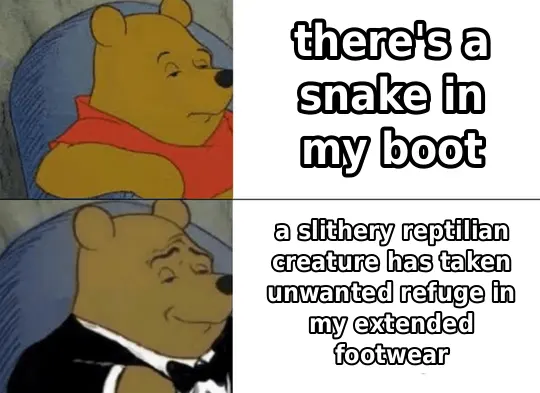 there's a
snake in
my boot
a slithery reptilian
creature has taken
unwanted refuge in
my extended
footwear